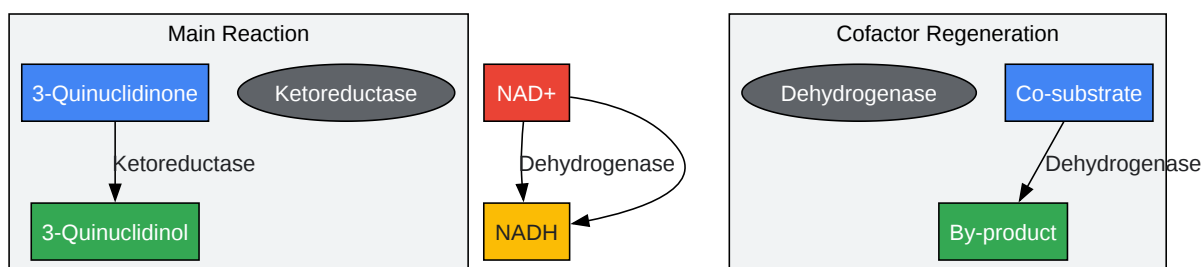 Main Reaction
3-Quinuclidinone
Ketoreductase
Ketoreductase
3-Quinuclidinol
NAD+
Dehydrogenase
NADH
Cofactor Regeneration
Dehydrogenase
Co-substrate
Dehydrogenase
By-product